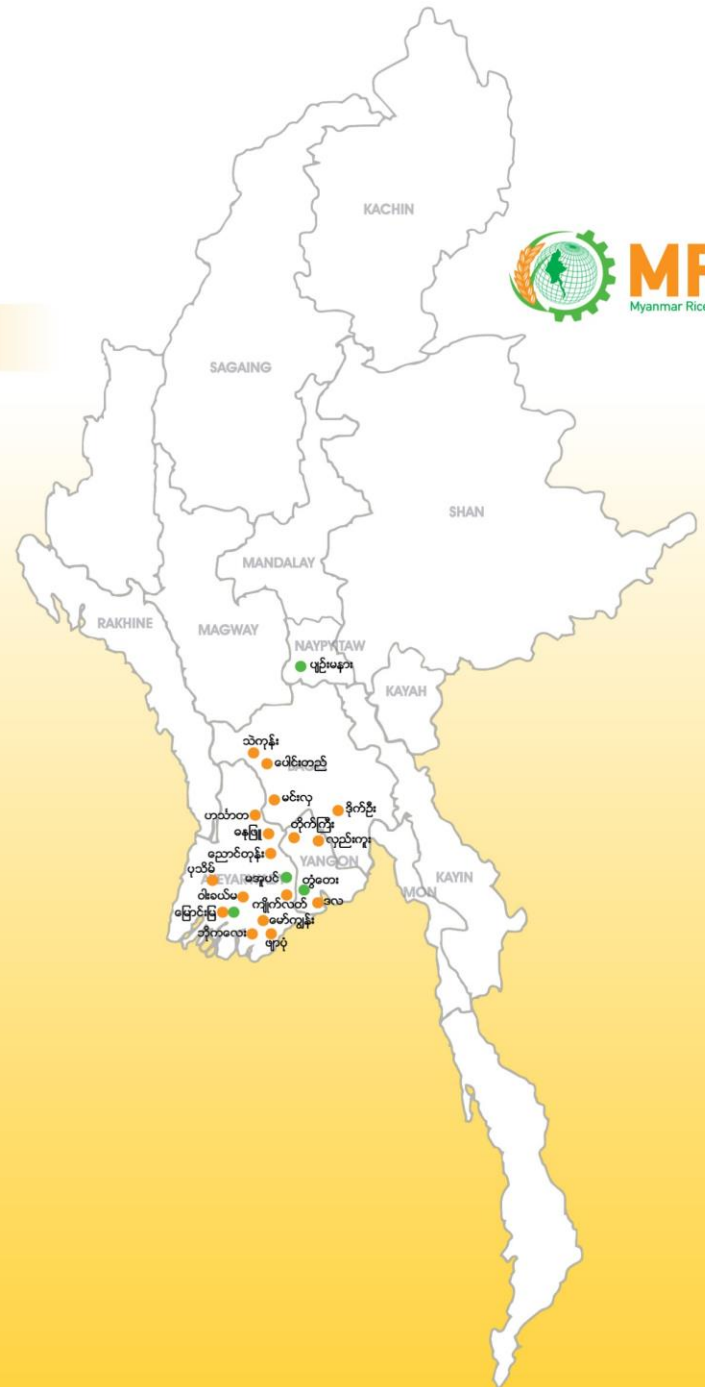 KACHIN
MF
Myanmar Rice
SAGAING
SHAN
MANDALAY
RAKHINE
MAGWAY
NAYPYITAW
ပျဉ်းမနား
KAYAH
သဲကုန်း
ပေါင်းတည်
မင်းလှ
ဒိုက်ဦး
ဟင်္သာတ
တိုက်ကြီး
ဓနုဖြူ
လှည်းကူး
ညောင်တုန်း
YANGON
ပုသိမ်
မအူပင်
တွံတေး
KAYIN
MON
ဝါးခယ်မ
ကျိုက်လတ်
ဒလ
မြောင်းမြ
မော်ကျွန်း
ဘိုကလေး
ဖျာပုံ